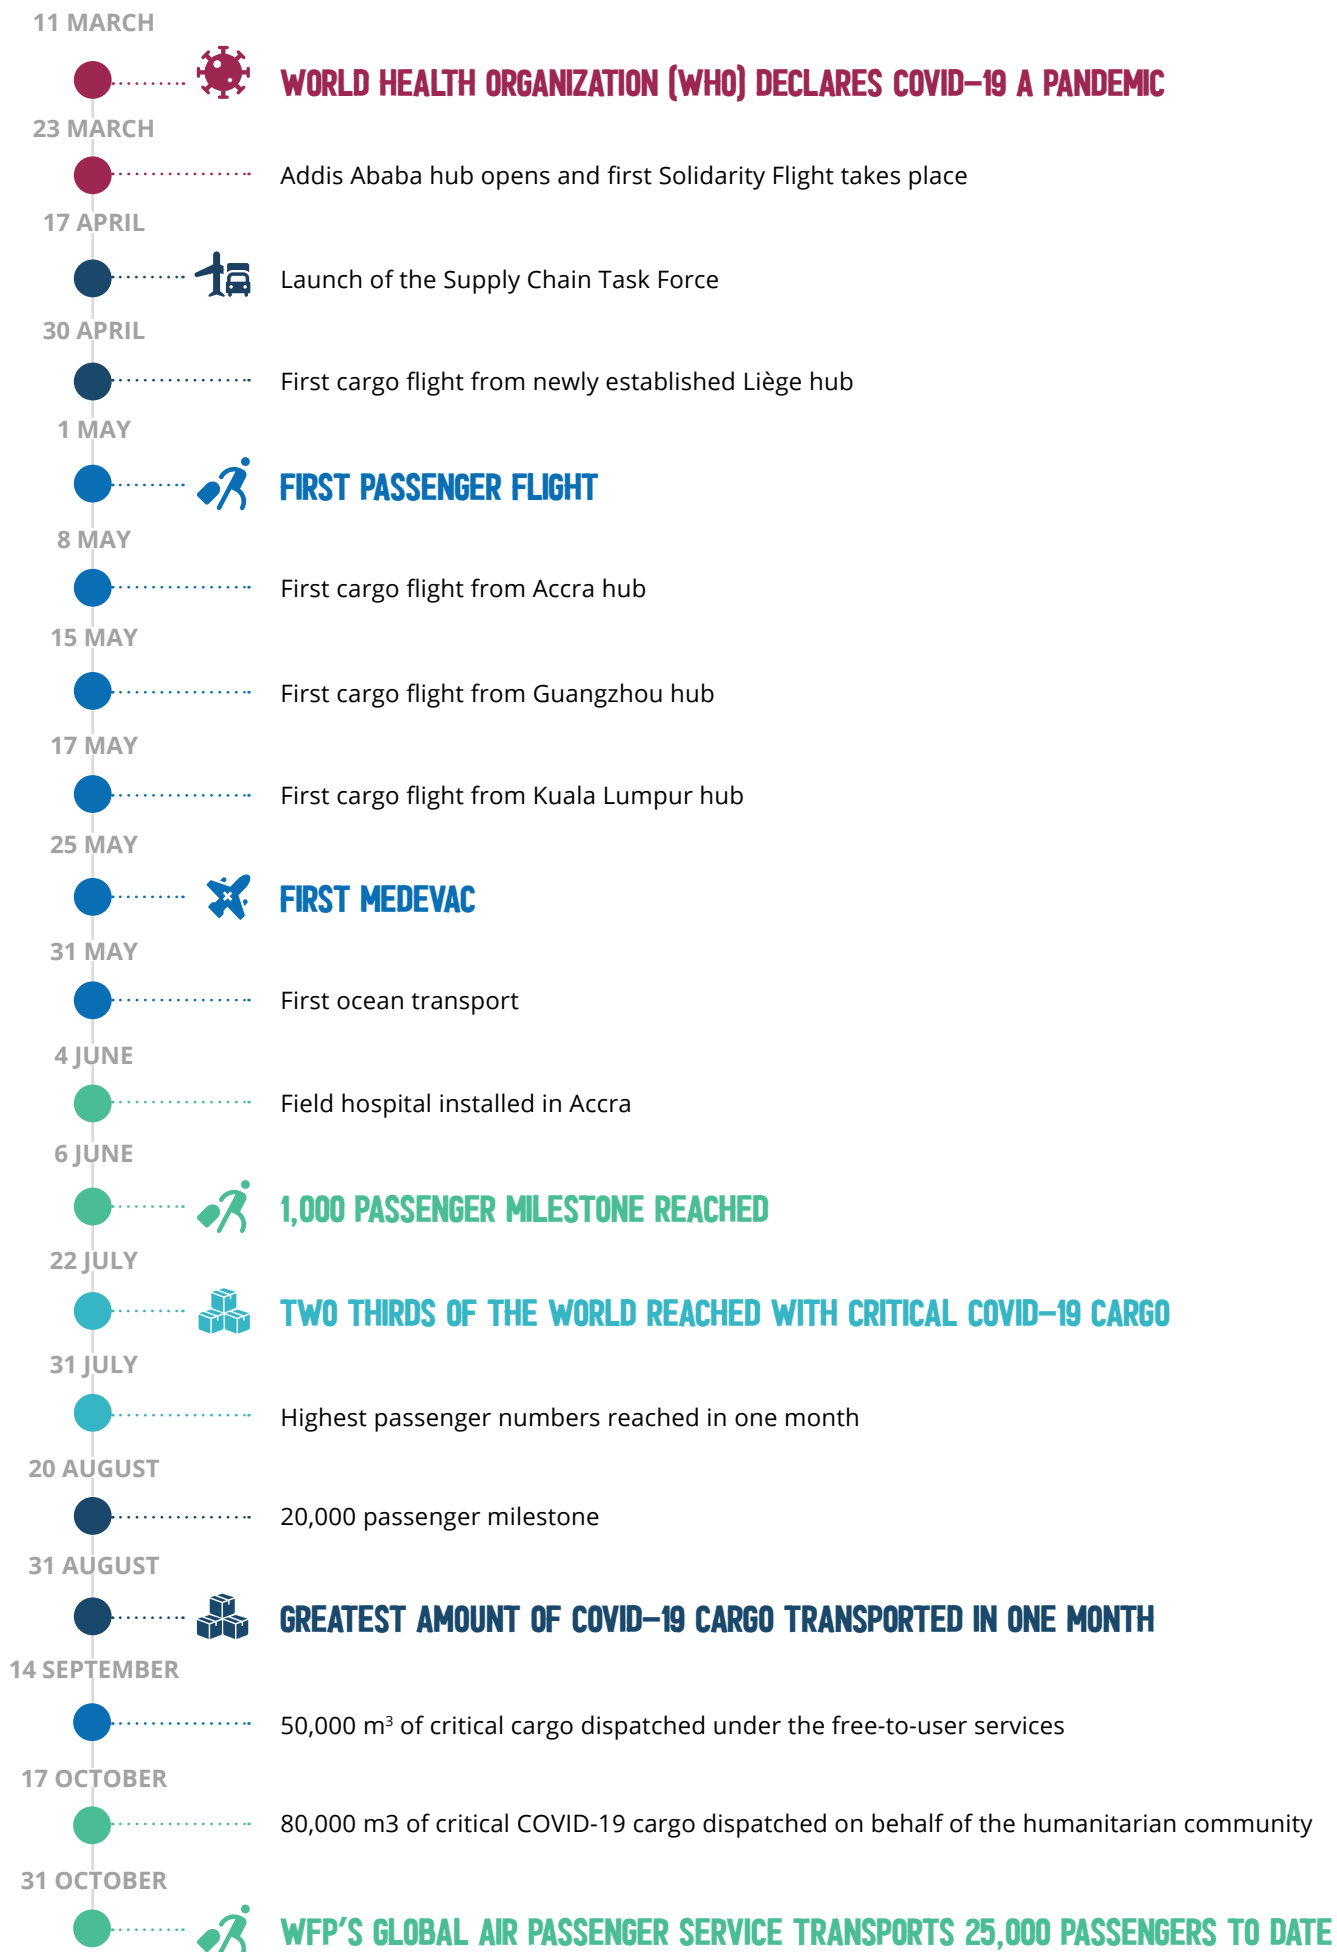 11 MARCH
WORLD HEALTH ORGANIZATION (WHO) DECLARES COVID-19 A PANDEMIC
23 MARCH
Addis Ababa hub opens and first Solidarity Flight takes place
17 APRIL
Launch of the Supply Chain Task Force
30 APRIL
First cargo flight from newly established Liège hub
1 MAY
FIRST PASSENGER FLIGHT
8 MAY
First cargo flight from Accra hub
15 MAY
First cargo flight from Guangzhou hub
17 MAY
First cargo flight from Kuala Lumpur hub
25 MAY
FIRST MEDEVAC
31 MAY
First ocean transport
4 JUNE
Field hospital installed in Accra
6 JUNE
1,000 PASSENGER MILESTONE REACHED
22 JULY
TWO THIRDS OF THE WORLD REACHED WITH CRITICAL COVID-19 CARGO
31 JULY
Highest passenger numbers reached in one month
20 AUGUST
20,000 passenger milestone
31 AUGUST
GREATEST AMOUNT OF COVID-19 CARGO TRANSPORTED IN ONE MONTH
14 SEPTEMBER
50,000 m³ of critical cargo dispatched under the free-to-user services
17 OCTOBER
80,000 m3 of critical COVID-19 cargo dispatched on behalf of the humanitarian community
31 OCTOBER
WFP'S GLOBAL AIR PASSENGER SERVICE TRANSPORTS 25,000 PASSENGERS TO DATE